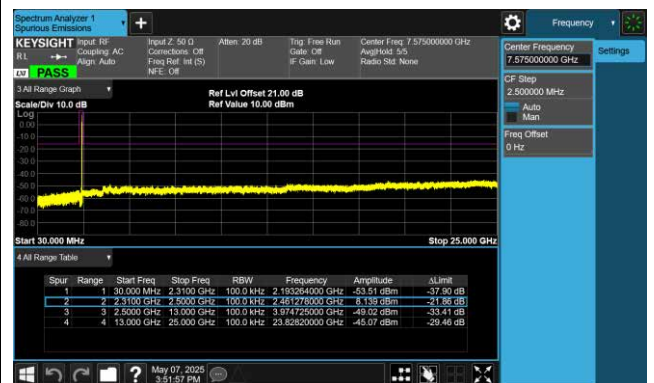 Spectrum Analyzer 1
Spurious Emissions
Frequency
KEYSIGHT
Input: RF
Coupling: AC
Align: Auto
Input Z: 50 Ω
Corrections: Off
Freq Ref: Int (S)
NFE: Off
Atten: 20 dB
Trig: Free Run
Gate: Off
IF Gain: Low
Center Freq: 7.575000000 GHz
Avg|Hold: 5/5
Radio Std: None
LXI PASS
Center Frequency
7.575000000 GHz
Settings
CF Step
2.500000 MHz
Auto
Man
Freq Offset
0 Hz
3 All Range Graph
Scale/Div 10.0 dB
Ref Lvl Offset 21.00 dB
Ref Value 10.00 dBm
Log
0.00
-10.0
-20.0
-30.0
-40.0
-50.0
-60.0
-70.0
-80.0
Start 30.000 MHz
Stop 25.000 GHz
4 All Range Table
Spur Range Start Freq Stop Freq RBW Frequency Amplitude ΔLimit
1 1 30.000 MHz 2.3100 GHz 100.0 kHz 2.193264000 GHz -53.51 dBm -37.90 dB
2 2 2.3100 GHz 2.5000 GHz 100.0 kHz 2.461278000 GHz 8.139 dBm -21.86 dB
3 3 2.5000 GHz 13.000 GHz 100.0 kHz 3.974725000 GHz -49.02 dBm -33.41 dB
4 4 13.000 GHz 25.000 GHz 100.0 kHz 23.82820000 GHz -45.07 dBm -29.46 dB
May 07, 2025
3:51:57 PM